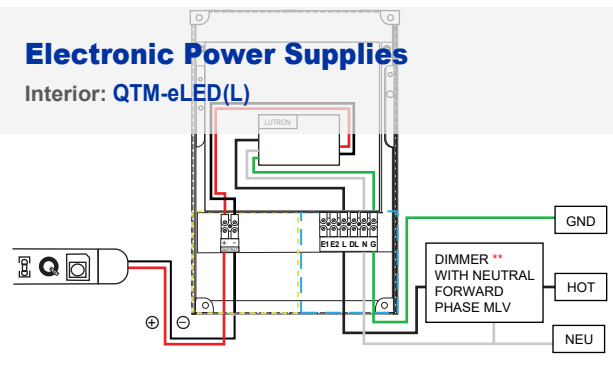 Electronic Power Supplies
Interior: QTM-eLED(L)
LUTRON
+ -
E1 E2 L DL N G
GND
DIMMER **
WITH NEUTRAL
FORWARD
PHASE MLV
HOT
NEU
Q
+ -